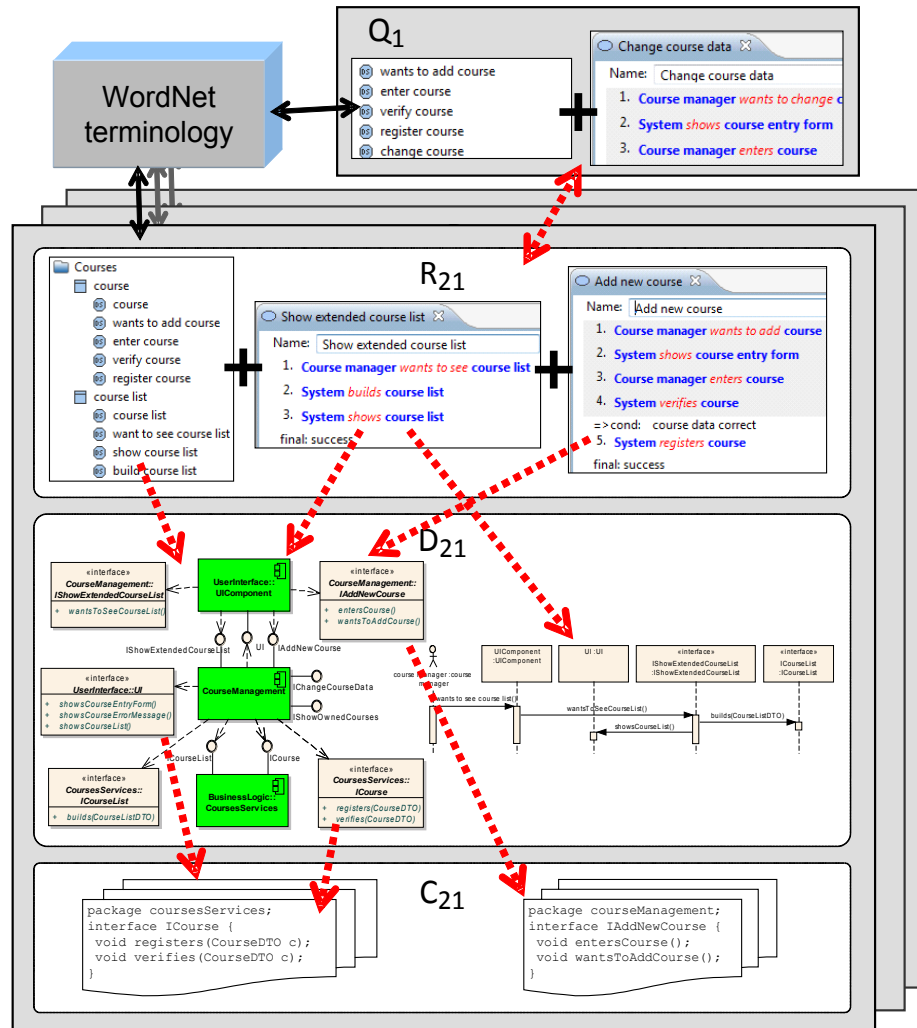 Q1
WordNet
terminology
wants to add course
enter course
verify course
register course
change course
Change course data
Name: Change course data
1. Course manager wants to change c
2. System shows course entry form
3. Course manager enters course
R21
Courses
course
course
wants to add course
enter course
verify course
register course
course list
course list
want to see course list
show course list
build course list
Show extended course list
Name: Show extended course list
1. Course manager wants to see course list
2. System builds course list
3. System shows course list
final: success
Add new course
Name: Add new course
1. Course manager wants to add course
2. System shows course entry form
3. Course manager enters course
4. System verifies course
=>cond: course data correct
5. System registers course
final: success
D21
«interface»
CourseManagement::
IShowExtendedCourseList
+ wantsToSeeCourseList()
UserInterface::
UIComponent
«interface»
CourseManagement::
IAddNewCourse
+ entersCourse()
+ wantsToAddCourse()
IShowExtendedCourseList
UI
IAddNewCourse
«interface»
UserInterface::UI
+ showsCourseEntryForm()
+ showsCourseErrorMessage()
+ showsCourseList()
CourseManagement
IChangeCourseData
IShowOwnedCourses
ICourseList
ICourse
«interface»
CoursesServices::
ICourseList
+ builds(CourseListDTO)
BusinessLogic::
CoursesServices
«interface»
CoursesServices::
ICourse
+ registers(CourseDTO)
+ verifies(CourseDTO)
course manager :course
manager
UIComponent
:UIComponent
UI :UI
«interface»
IShowExtendedCourseList
:IShowExtendedCourseList
«interface»
ICourseList
:ICourseList
wants to see course list()
wantsToSeeCourseList()
builds(CourseListDTO)
showsCourseList()
C21
package coursesServices;
interface ICourse {
void registers(CourseDTO c);
void verifies(CourseDTO c);
}
package courseManagement;
interface IAddNewCourse {
void entersCourse();
void wantsToAddCourse();
}